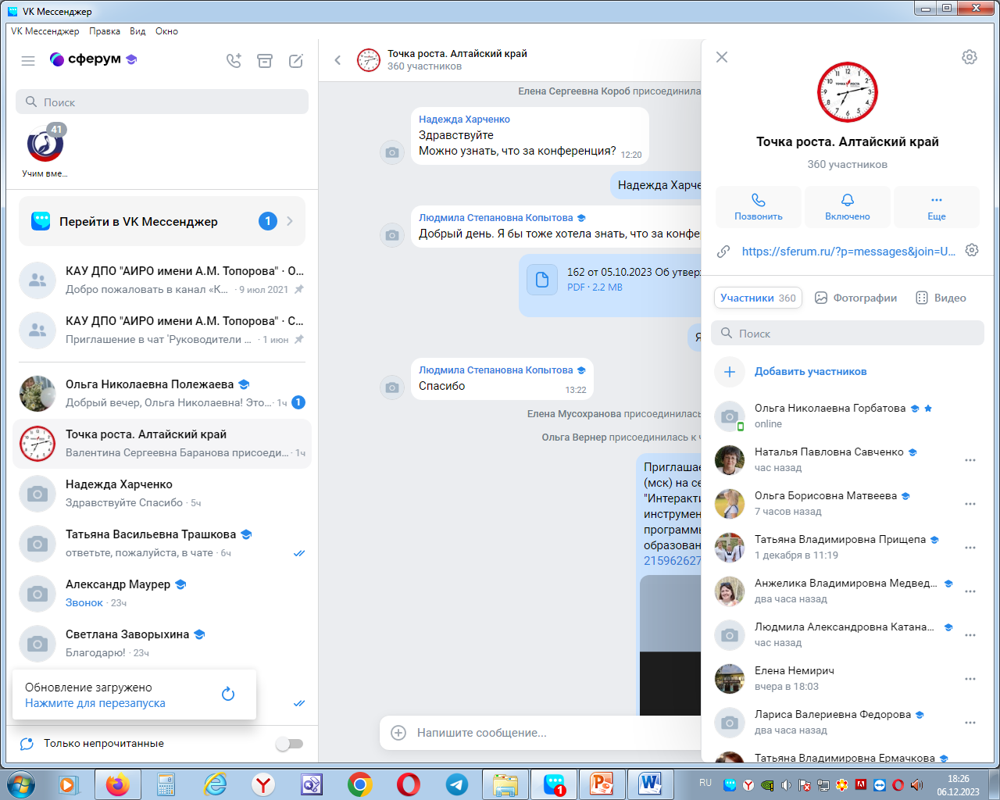 VK Мессенджер
VK Мессенджер Правка Вид Окно
сферум
Поиск
41
Учим вме...
Перейти в VK Мессенджер
1
КАУ ДПО "АИРО имени А.М. Топорова" · О...
Добро пожаловать в канал «К... · 9 июл 2021
КАУ ДПО "АИРО имени А.М. Топорова" · С...
Приглашение в чат 'Руководители ... · 1 июн
Ольга Николаевна Полежаева
Добрый вечер, Ольга Николаевна! Это... · 1ч 1
Точка роста. Алтайский край
Валентина Сергеевна Баранова присоеди... · 1ч
Надежда Харченко
Здравствуйте Спасибо · 5ч
Татьяна Васильевна Трашкова
ответьте, пожалуйста, в чате · 6ч
Александр Маурер
Звонок · 23ч
Светлана Заворыхина
Благодарю! · 23ч
Обновление загружено
Нажмите для перезапуска
Только непрочитанные
Точка роста. Алтайский край
360 участников
Елена Сергеевна Короб присоединила
Надежда Харченко
Здравствуйте
Можно узнать, что за конференция? 12:20
Надежда Харче
Людмила Степановна Копытова
Добрый день. Я бы тоже хотела знать, что за конфе
162 от 05.10.2023 Об утвер
PDF · 2.2 MB
Я
Людмила Степановна Копытова
Спасибо 13:22
Елена Мусохранова присоединилась
Ольга Вернер присоединилась к ч
Приглашае
(мск) на се
"Интеракти
инструмен
программы
образован
215962627
Напишите сообщение...
Точка роста. Алтайский край
360 участников
Позвонить
Включено
Еще
https://sferum.ru/?p=messages&join=U...
Участники 360
Фотографии
Видео
Поиск
Добавить участников
Ольга Николаевна Горбатова
online
Наталья Павловна Савченко
час назад
Ольга Борисовна Матвеева
7 часов назад
Татьяна Владимировна Прищепа
1 декабря в 11:19
Анжелика Владимировна Медвед...
два часа назад
Людмила Александровна Катана...
час назад
Елена Немирич
вчера в 18:03
Лариса Валериевна Федорова
два часа назад
Татьяна Владимировна Ермачкова
1
RU
18:26
06.12.2023